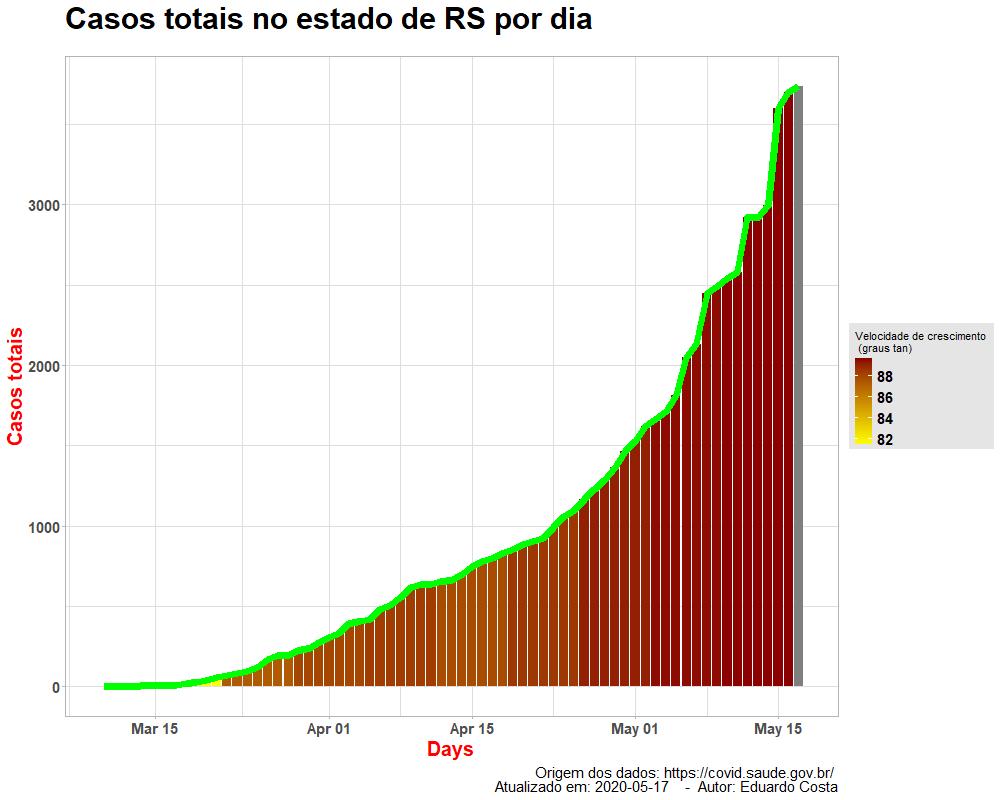 Casos totais no estado de RS por dia
Casos totais
3000
2000
1000
0
Mar 15
Apr 01
Apr 15
May 01
May 15
Days
Velocidade de crescimento
(graus tan)
88
86
84
82
Origem dos dados: https://covid.saude.gov.br/
Atualizado em: 2020-05-17 - Autor: Eduardo Costa